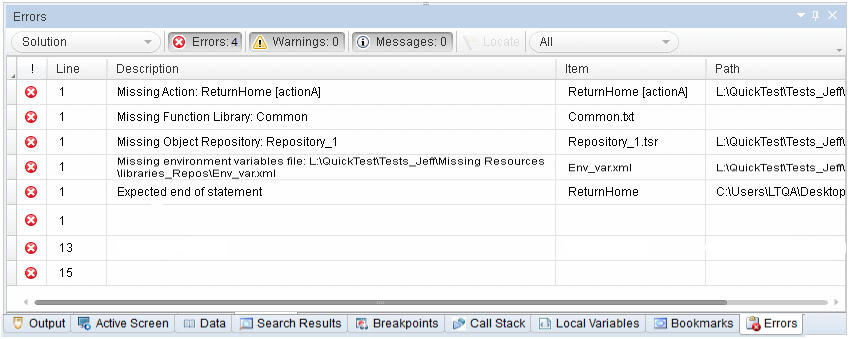 Errors
Solution Errors: 4 Warnings: 0 Messages: 0 Locate All
! Line Description Item Path
1 Missing Action: ReturnHome [actionA] ReturnHome [actionA] L:\QuickTest\Tests_Jeff\
1 Missing Function Library: Common Common.txt
1 Missing Object Repository: Repository_1 Repository_1.tsr L:\QuickTest\Tests_Jeff\
1 Missing environment variables file: L:\QuickTest\Tests_Jeff\Missing Resources Env_var.xml L:\QuickTest\Tests_Jeff\
\libraries_Repos\Env_var.xml
1 Expected end of statement ReturnHome C:\Users\LTQA\Desktop
1
13
15
Output Active Screen Data Search Results Breakpoints Call Stack Local Variables Bookmarks Errors